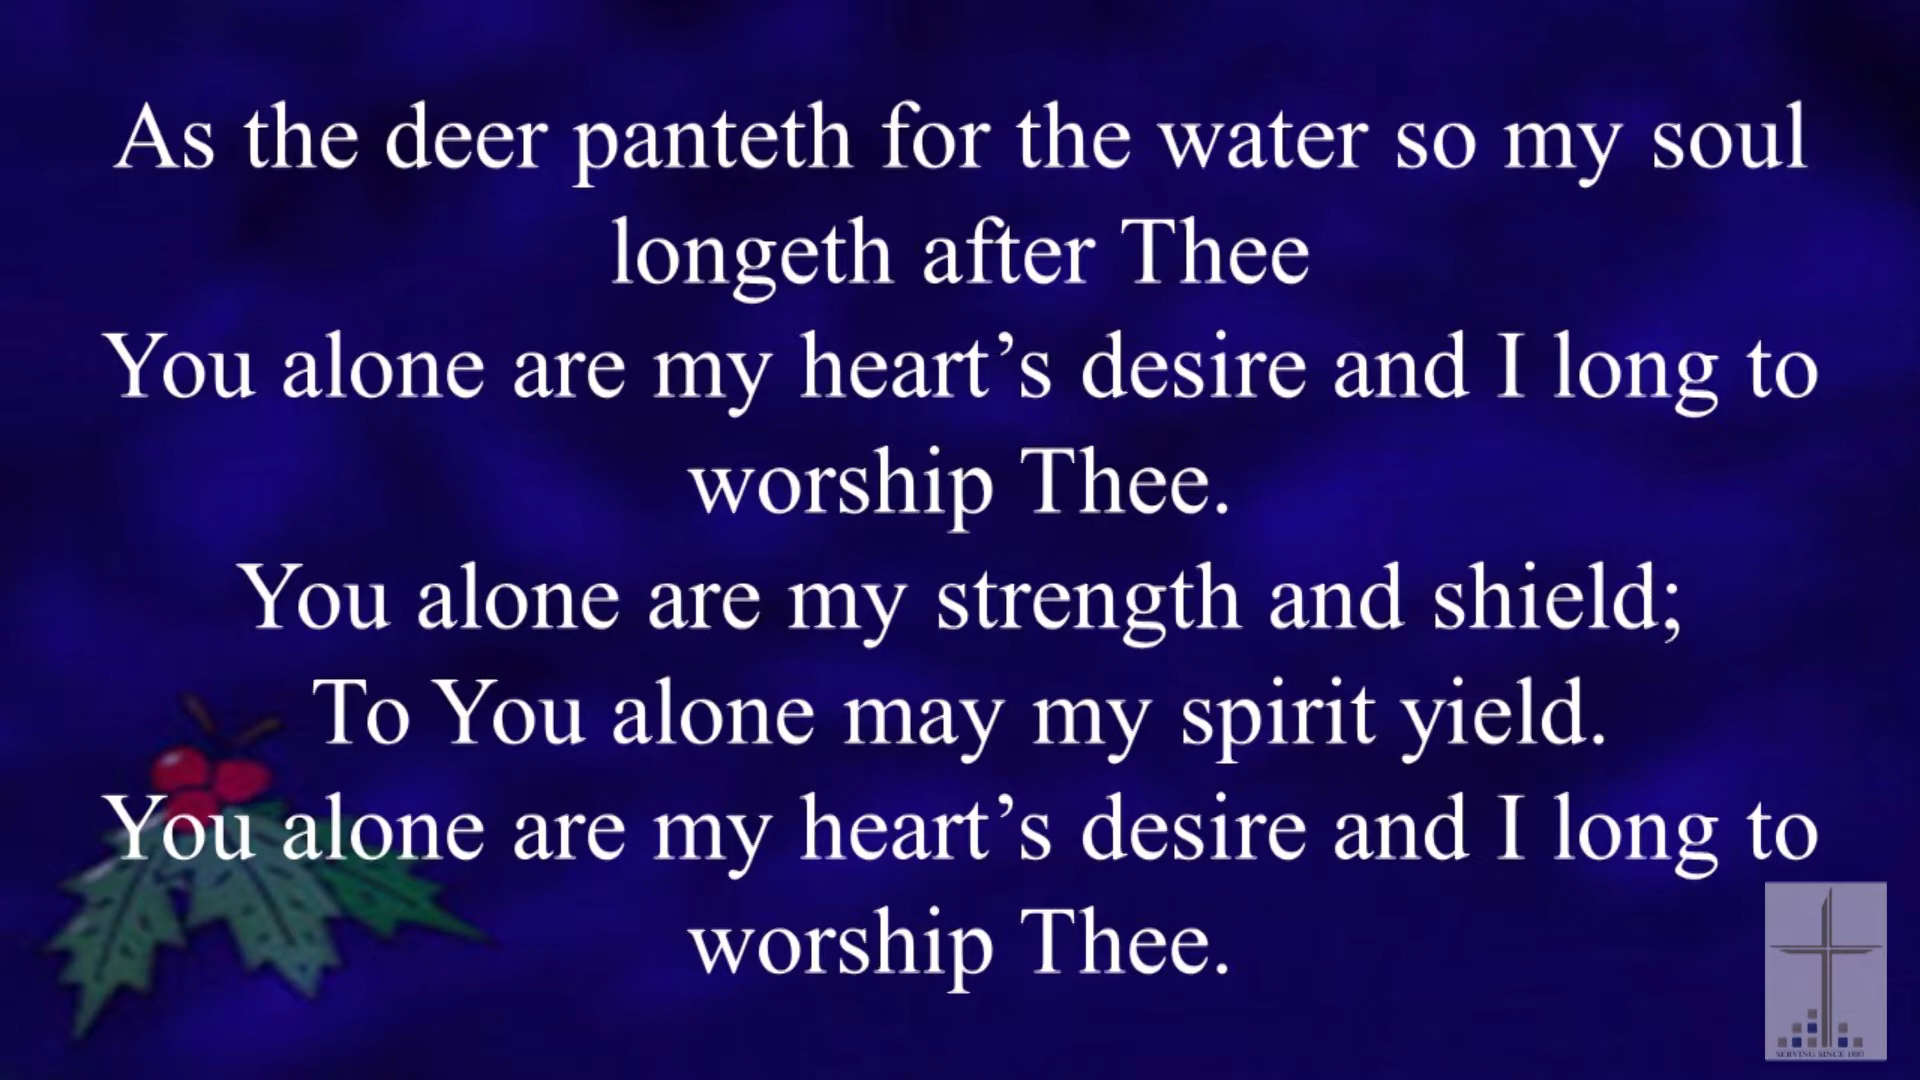 As the deer panteth for the water so my soul
longeth after Thee
You alone are my heart’s desire and I long to
worship Thee.
You alone are my strength and shield;
To You alone may my spirit yield.
You alone are my heart’s desire and I long to
worship Thee.
SERVING SINCE